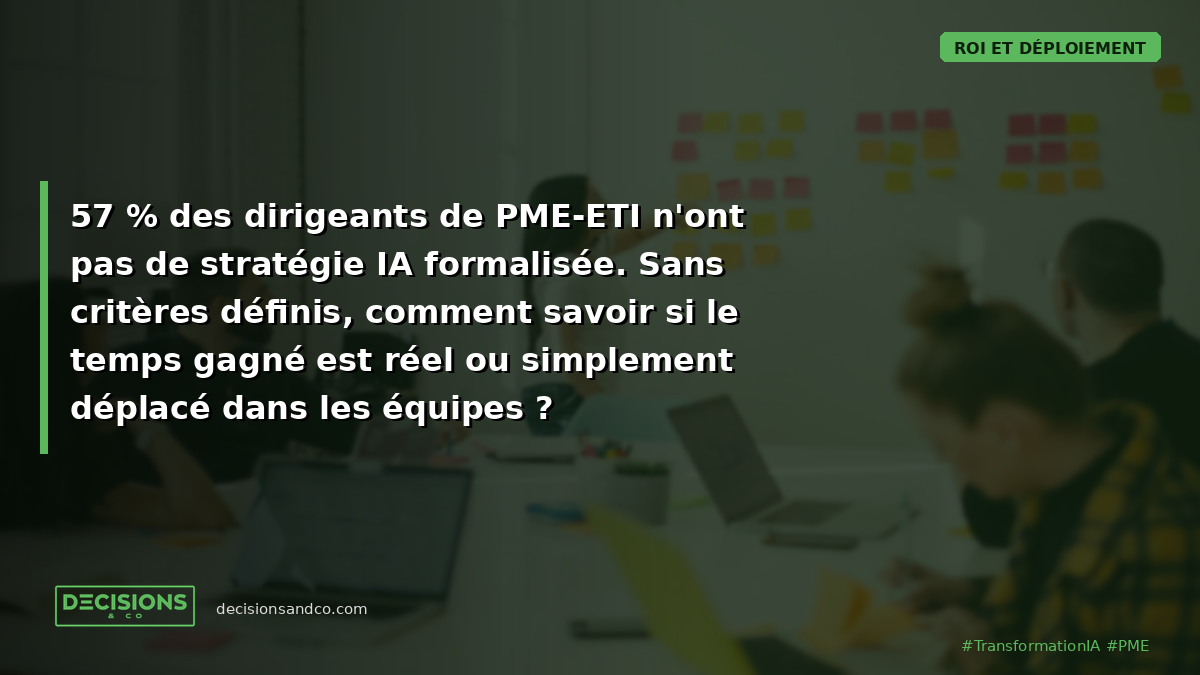 ROI ET DÉPLOIEMENT
57 % des dirigeants de PME-ETI n'ont
pas de stratégie IA formalisée. Sans
critères définis, comment savoir si le
temps gagné est réel ou simplement
déplacé dans les équipes ?
DECISIONS
& CO
decisionsandco.com
#TransformationIA #PME